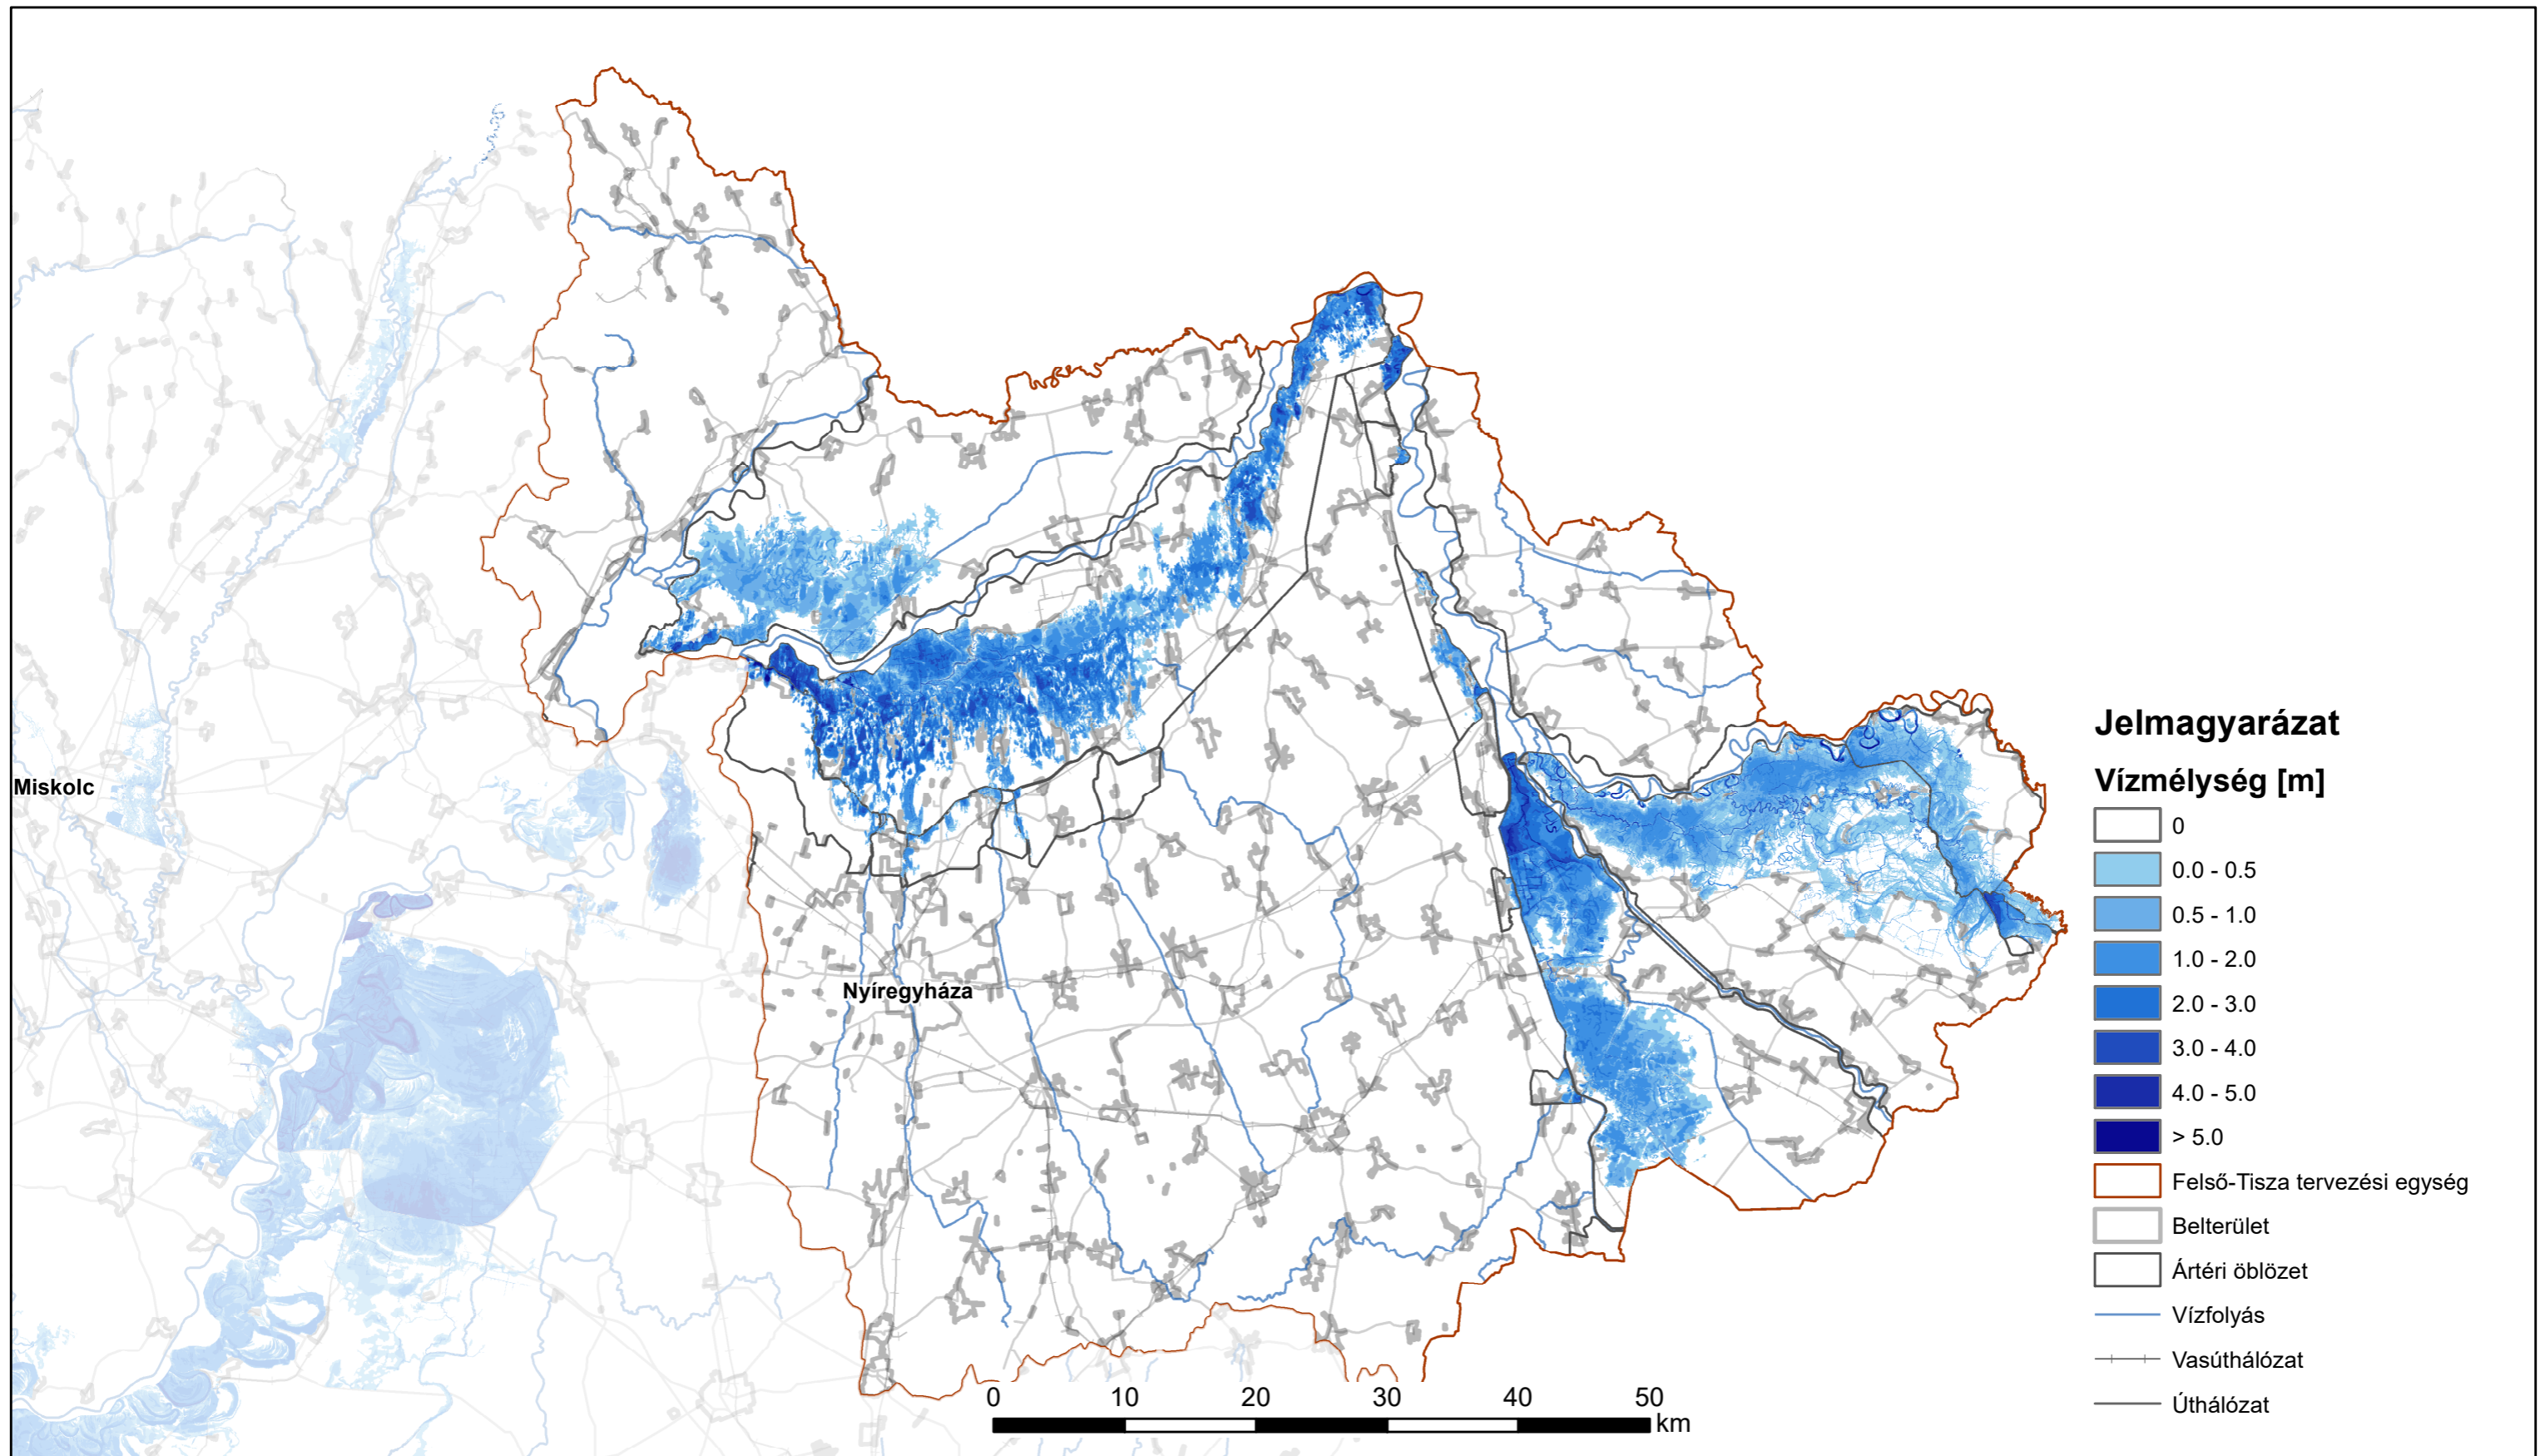 Miskolc
Nyíregyháza
0 10 20 30 40 50
km
Jelmagyarázat
Vízmélység [m]
0
0.0 - 0.5
0.5 - 1.0
1.0 - 2.0
2.0 - 3.0
3.0 - 4.0
4.0 - 5.0
> 5.0
Felső-Tisza tervezési egység
Belterület
Ártéri öblözet
Vízfolyás
Vasúthálózat
Úthálózat